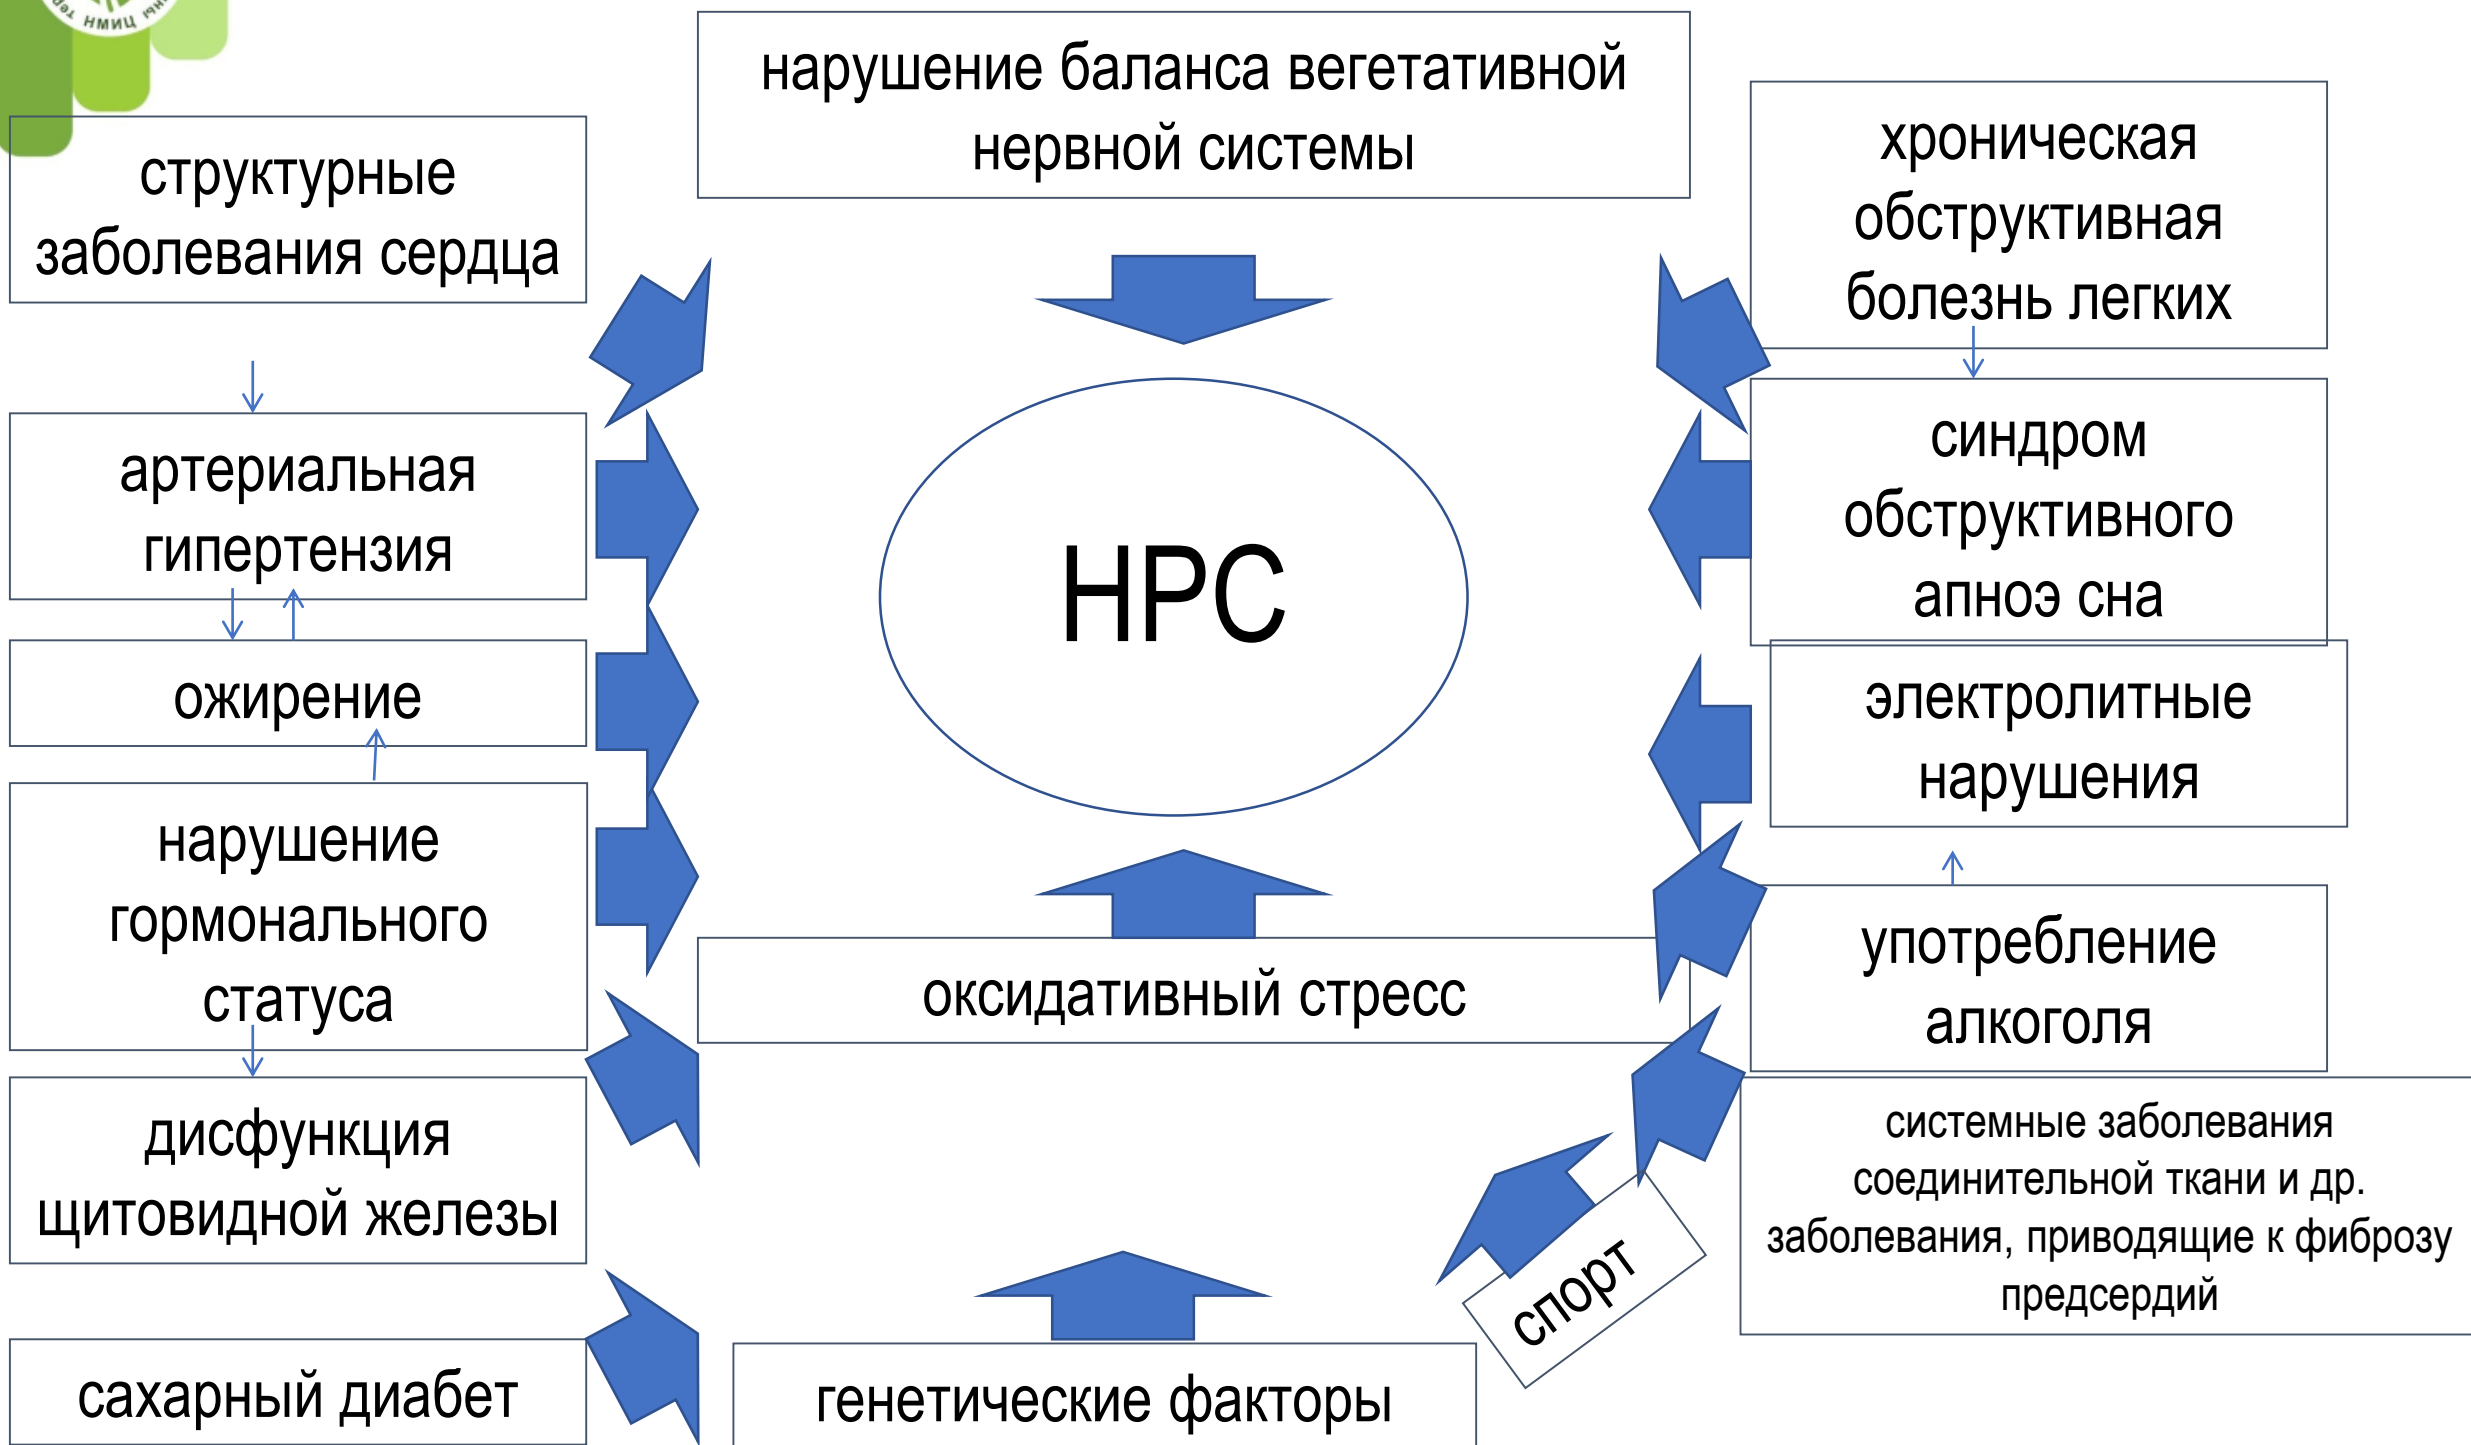 НМИЦ
нарушение баланса вегетативной
нервной системы
структурные
заболевания сердца
хроническая
обструктивная
болезнь легких
артериальная
гипертензия
НРС
синдром
обструктивного
апноэ сна
ожирение
электролитные
нарушения
нарушение
гормонального
статуса
оксидативный стресс
употребление
алкоголя
дисфункция
щитовидной железы
системные заболевания
соединительной ткани и др.
заболевания, приводящие к фиброзу
предсердий
спорт
сахарный диабет
генетические факторы